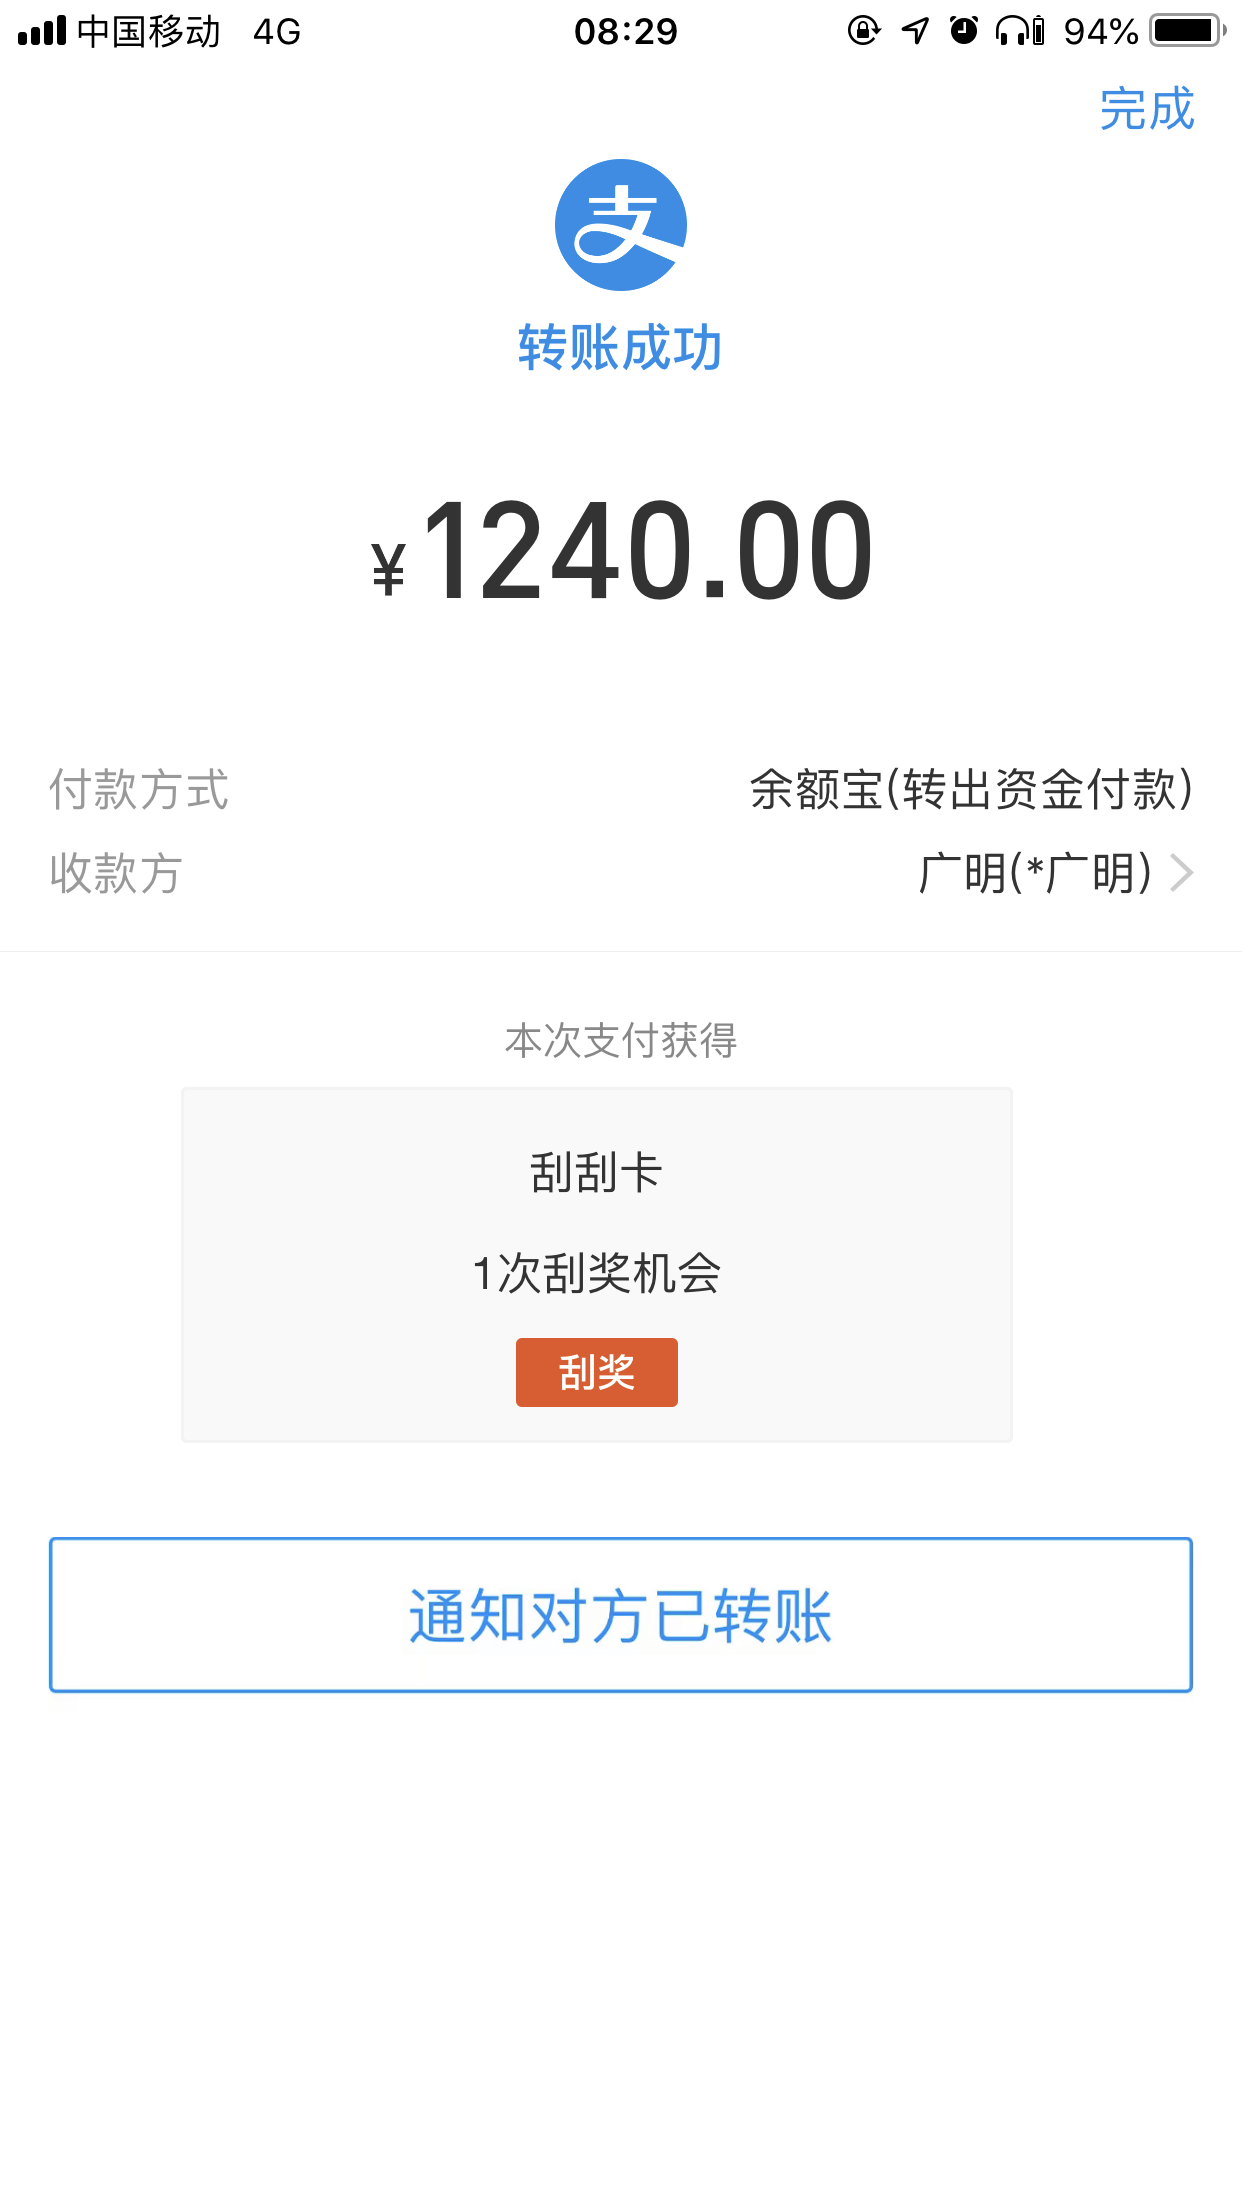 中国移动 4G 08:29 94%
完成
支
转账成功
¥1240.00
付款方式 余额宝(转出资金付款)
收款方 广明(*广明)
本次支付获得
刮刮卡
1次刮奖机会
刮奖
通知对方已转账